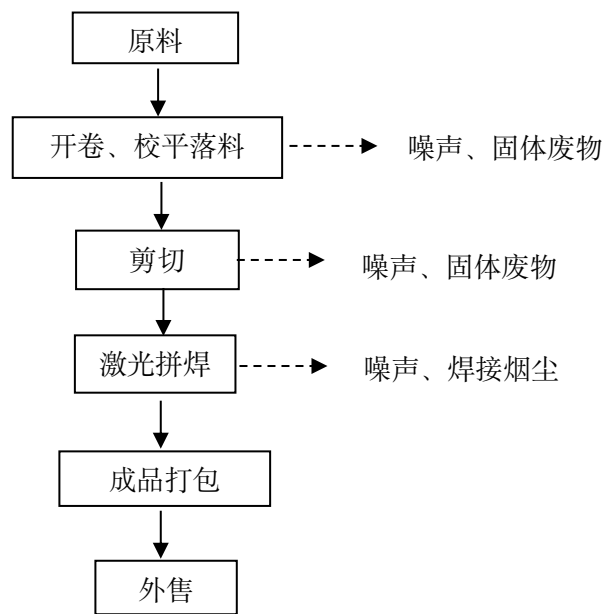 原料
开卷、校平落料
噪声、固体废物
剪切
噪声、固体废物
激光拼焊
噪声、焊接烟尘
成品打包
外售